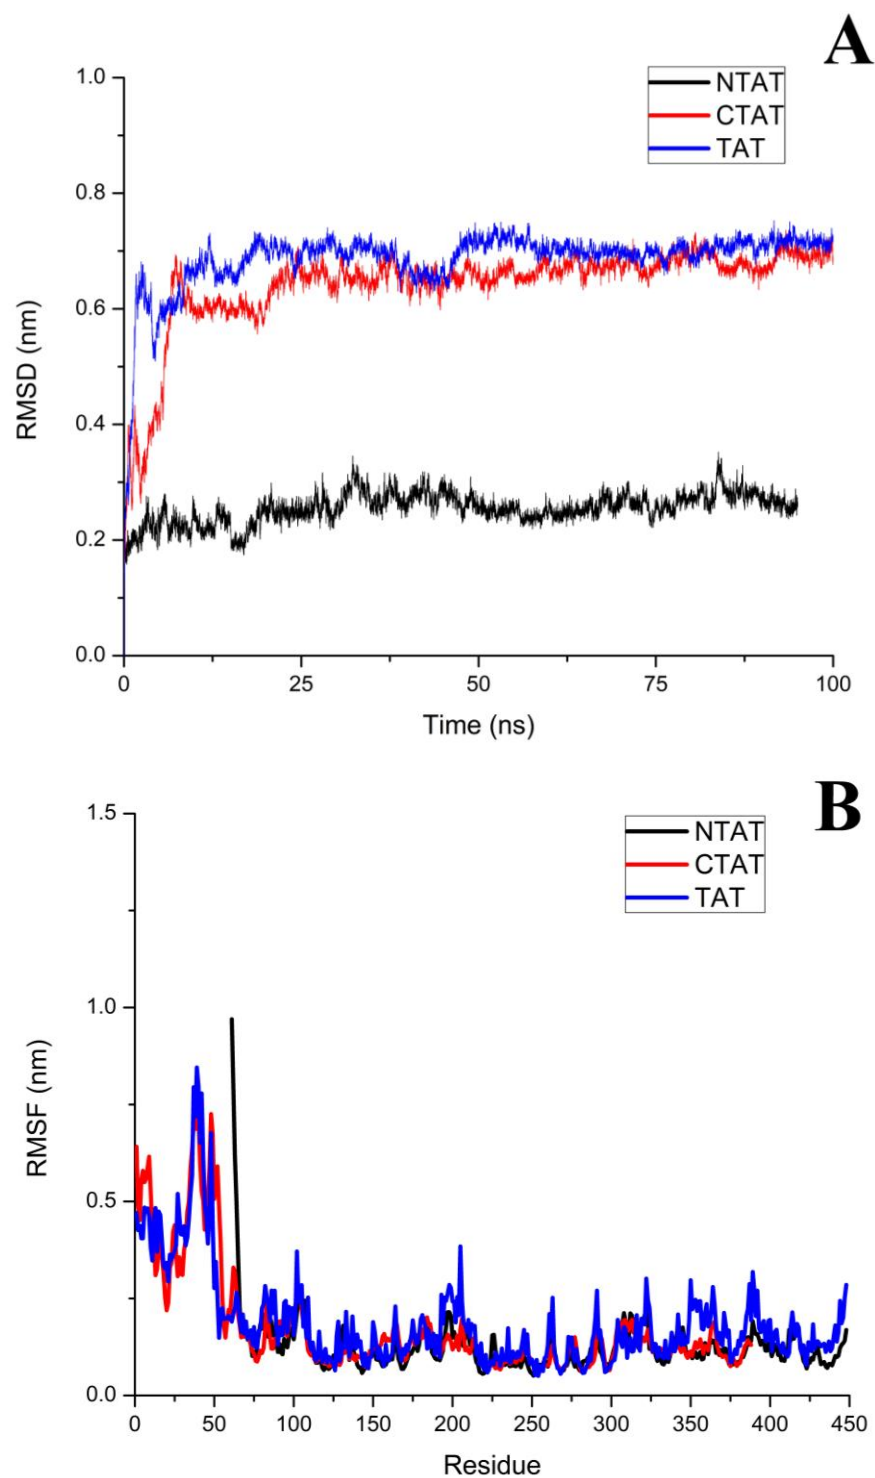 A
NTAT
CTAT
TAT
1.0
0.8
0.6
0.4
0.2
0.0
RMSD (nm)
0 25 50 75 100
Time (ns)
B
NTAT
CTAT
TAT
1.5
1.0
0.5
0.0
RMSF (nm)
0 50 100 150 200 250 300 350 400 450
Residue